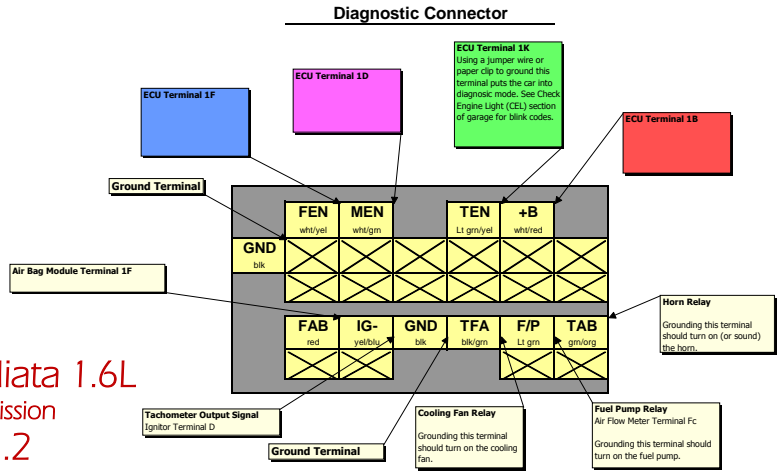 Diagnostic Connector
ECU Terminal 1K
Using a jumper wire or
paper clip to ground this
terminal puts the car into
diagnosic mode. See Check
Engine Light (CEL) section
of garage for blink codes.
ECU Terminal 1D
ECU Terminal 1F
ECU Terminal 1B
Ground Terminal
FEN MEN TEN +B
wht/yel wht/grn Lt grn/yel wht/red
GND
blk
Air Bag Module Terminal 1F
Horn Relay
Grounding this terminal
should turn on (or sound)
the horn.
FAB IG- GND TFA F/P TAB
red yel/blu blk blk/grn Lt grn grn/org
iata 1.6L
ission
.2
Tachometer Output Signal
Ignitor Terminal D
Ground Terminal
Cooling Fan Relay
Grounding this terminal
should turn on the cooling
fan.
Fuel Pump Relay
Air Flow Meter Terminal Fc
Grounding this terminal should
turn on the fuel pump.